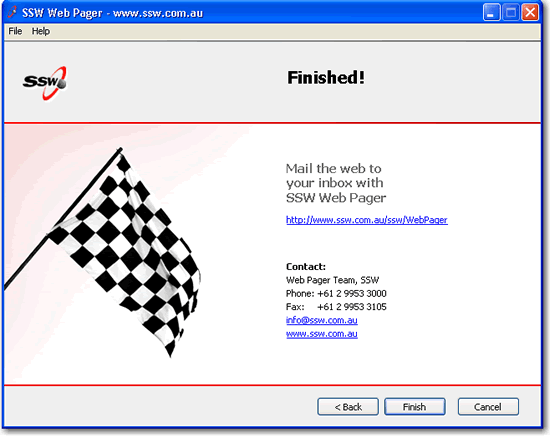 SSW Web Pager - www.ssw.com.au
File Help
SSW
Finished!
Mail the web to
your inbox with
SSW Web Pager
http://www.ssw.com.au/ssw/WebPager
Contact:
Web Pager Team, SSW
Phone: +61 2 9953 3000
Fax: +61 2 9953 3105
info@ssw.com.au
www.ssw.com.au
< Back Finish Cancel